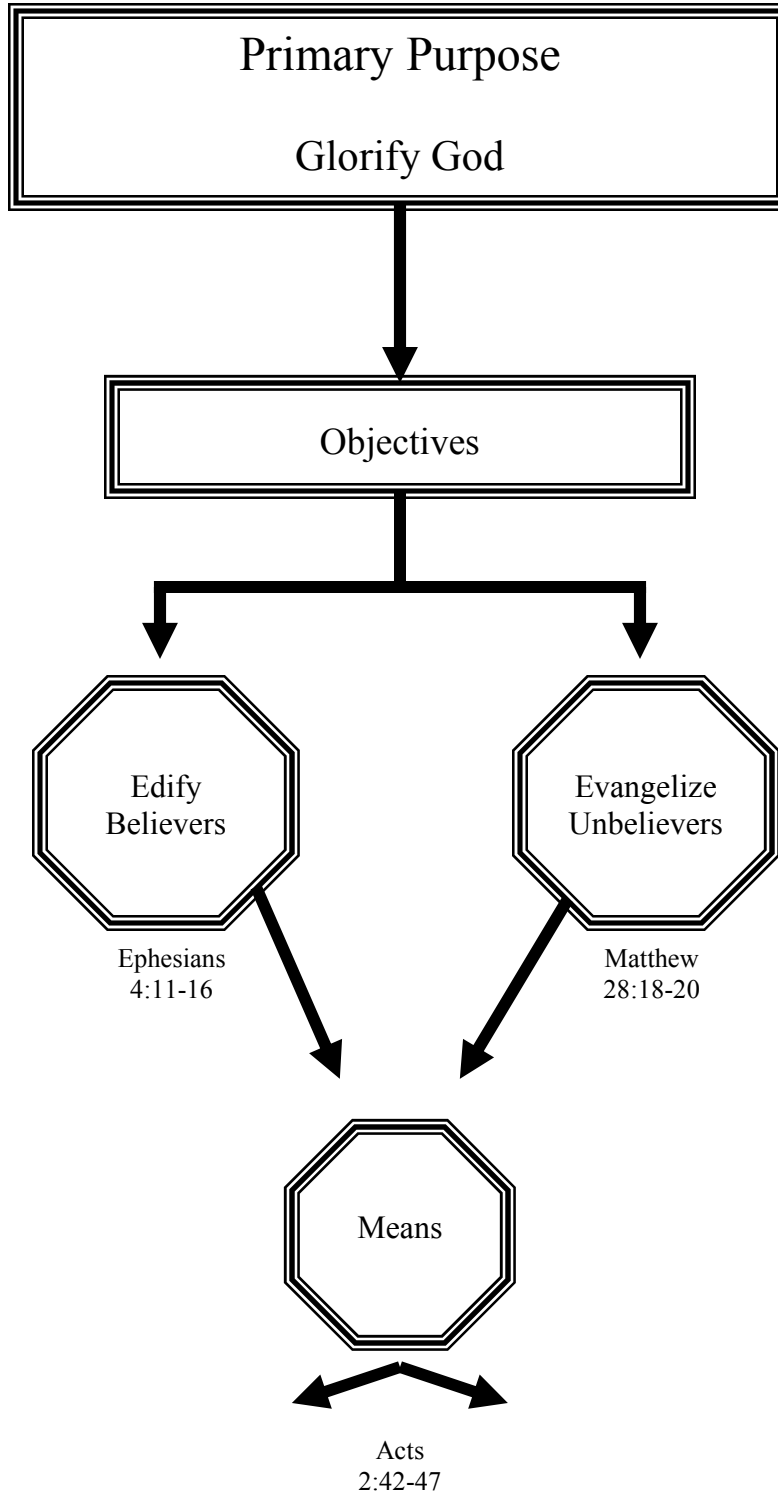 Primary Purpose
Glorify God
Objectives
Edify
Believers
Evangelize
Unbelievers
Ephesians
4:11-16
Matthew
28:18-20
Means
Acts
2:42-47